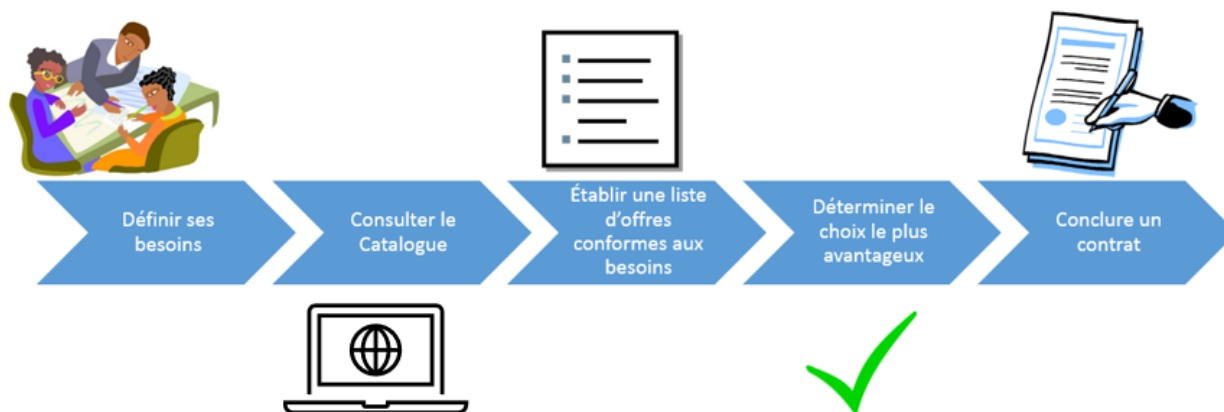 Définir ses
besoins
Consulter le
Catalogue
Établir une liste
d'offres
conformes aux
besoins
Déterminer le
choix le plus
avantageux
Conclure un
contrat